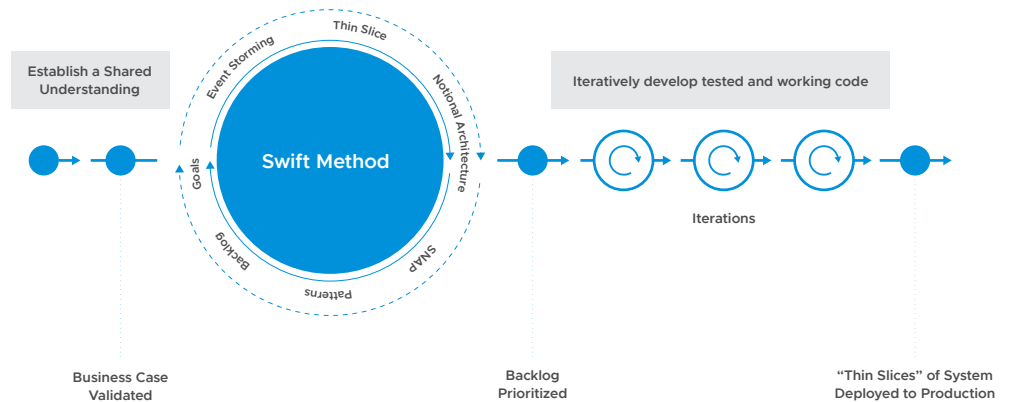 Establish a Shared
Understanding
Event Storming
Thin Slice
Notional Architecture
SNAP
Patterns
Backlog
Goals
Swift Method
Iteratively develop tested and working code
Iterations
Business Case
Validated
Backlog
Prioritized
“Thin Slices” of System
Deployed to Production